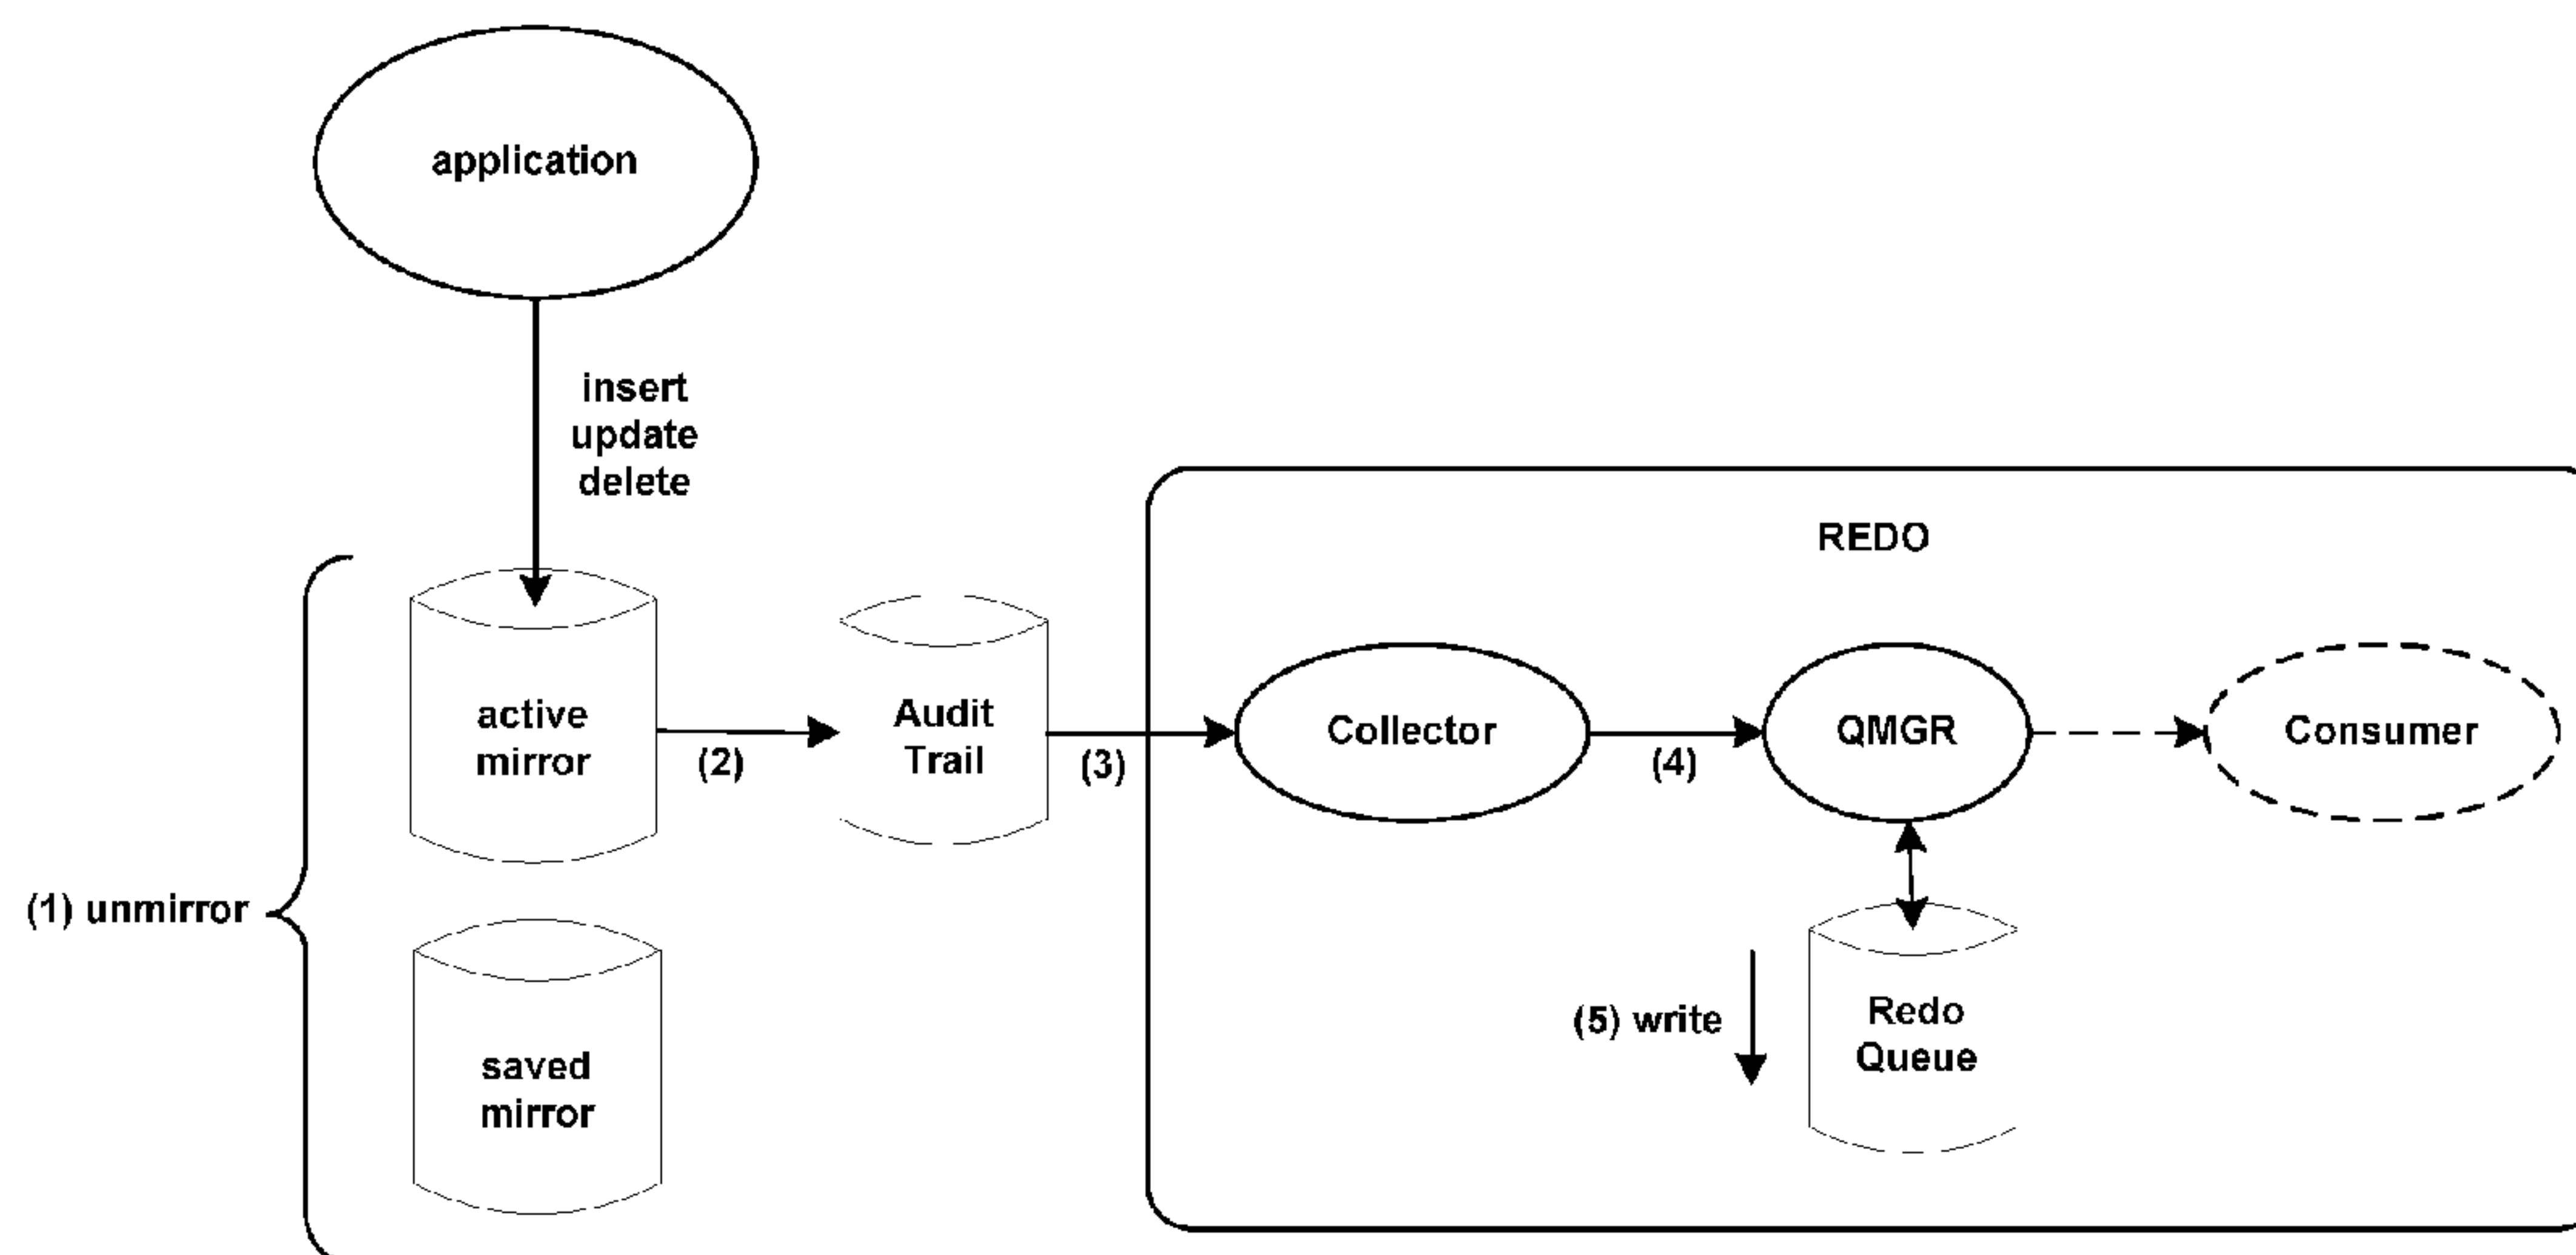 application
insert
update
delete
REDO
active
mirror
(2)
Audit
Trail
(3)
Collector
(4)
QMGR
Consumer
(1) unmirror
saved
mirror
(5) write
Redo
Queue